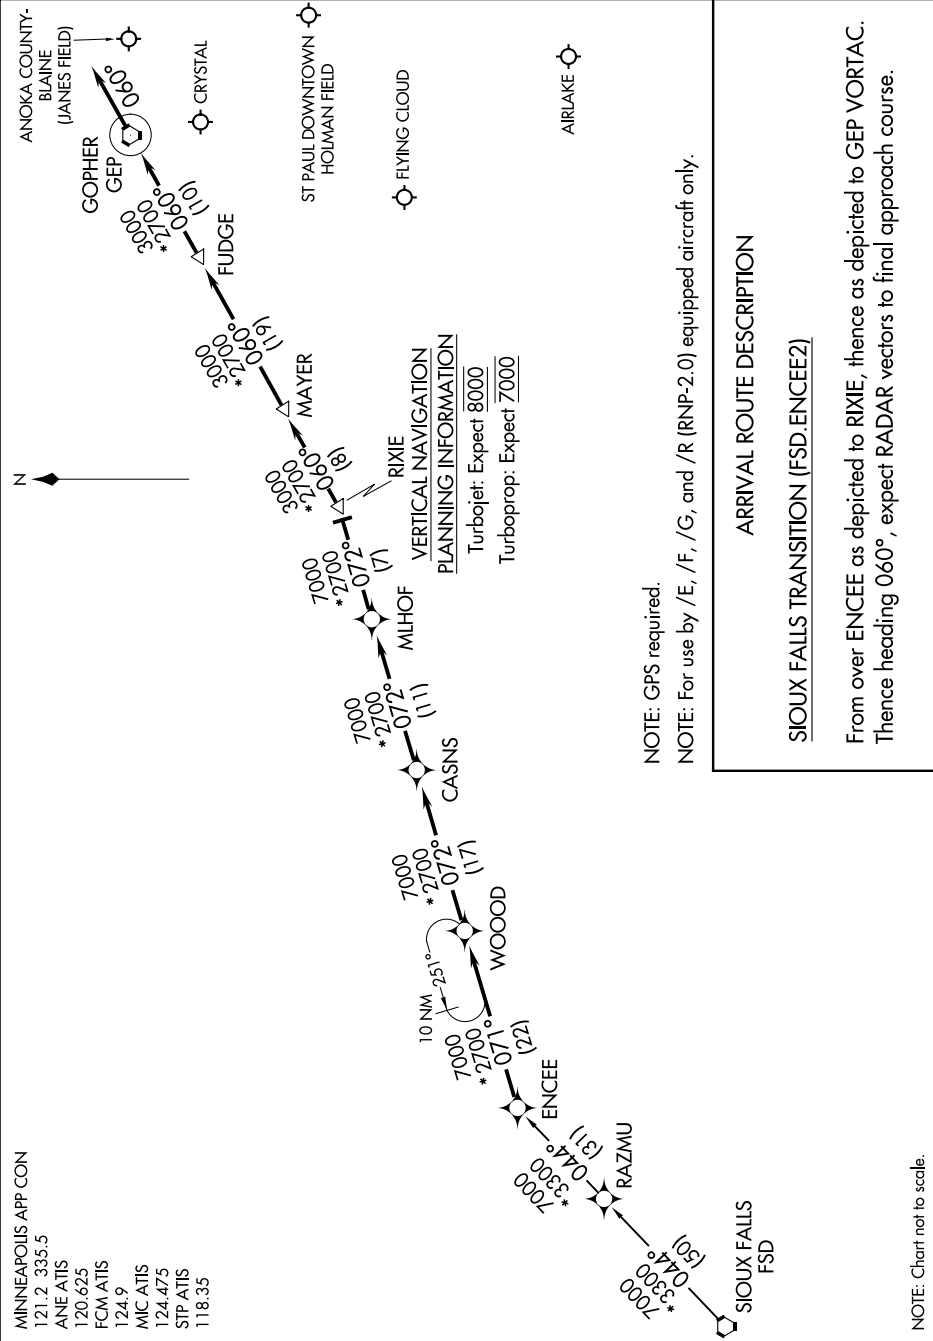 MINNEAPOLIS APP CON
121.2 335.5
ANE ATIS
120.625
FCM ATIS
124.9
MIC ATIS
124.475
STP ATIS
118.35
N
ANOKA COUNTY-
BLAINE
(JANES FIELD)
060°
GOPHER
GEP
CRYSTAL
3000
*2700
060°
(10)
FUDGE
ST PAUL DOWNTOWN
HOLMAN FIELD
FLYING CLOUD
AIRLAKE
3000
*2700
060°
(19)
MAYER
3000
*2700
060°
(8)
RIXIE
VERTICAL NAVIGATION
PLANNING INFORMATION
Turbojet: Expect 8000
Turboprop: Expect 7000
7000
*2700
072°
(7)
MLHOF
7000
*2700
072°
(11)
CASNS
7000
*2700
072°
(17)
WOOOD
10 NM
251°
7000
*2700
071°
(22)
ENCEE
7000
*3300
044°
(31)
RAZMU
7000
*3300
044°
(50)
SIOUX FALLS
FSD
NOTE: GPS required.
NOTE: For use by /E, /F, /G, and /R (RNP-2.0) equipped aircraft only.
ARRIVAL ROUTE DESCRIPTION
SIOUX FALLS TRANSITION (FSD.ENCEE2)
From over ENCEE as depicted to RIXIE, thence as depicted to GEP VORTAC.
Thence heading 060°, expect RADAR vectors to final approach course.
NOTE: Chart not to scale.